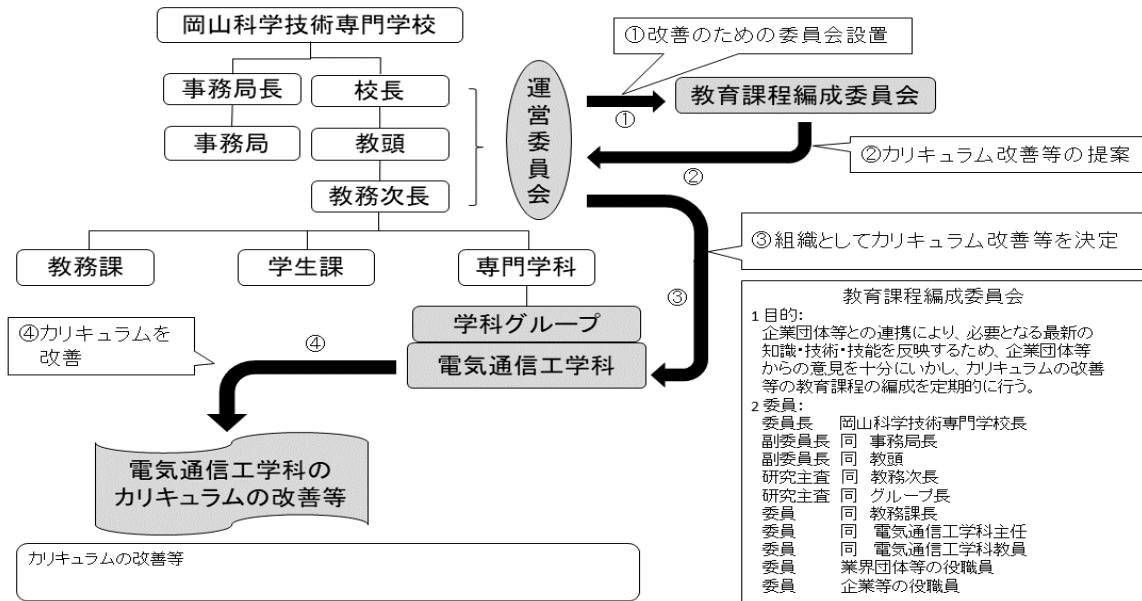 岡山科学技術専門学校
①改善のための委員会設置
事務局長
校長
運営委員会
教育課程編成委員会
①
事務局
教頭
②カリキュラム改善等の提案
②
教務次長
③組織としてカリキュラム改善等を決定
教務課
学生課
専門学科
③
学科グループ
電気通信工学科
④カリキュラムを
改善
④
電気通信工学科の
カリキュラムの改善等
カリキュラムの改善等
教育課程編成委員会
1 目的:
企業団体等との連携により、必要となる最新の
知識・技術・技能を反映するため、企業団体等
からの意見を十分にいかし、カリキュラムの改善
等の教育課程の編成を定期的に行う。
2 委員:
委員長 岡山科学技術専門学校長
副委員長 同 事務局長
副委員長 同 教頭
研究主査 同 教務次長
研究主査 同 グループ長
委員 同 教務課長
委員 同 電気通信工学科主任
委員 同 電気通信工学科教員
委員 業界団体等の役職員
委員 企業等の役職員